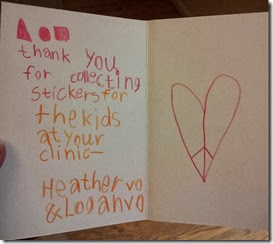 thank you
for collecting
stickers for
the kids
at your
clinic—
Heather vo
& Logan vo